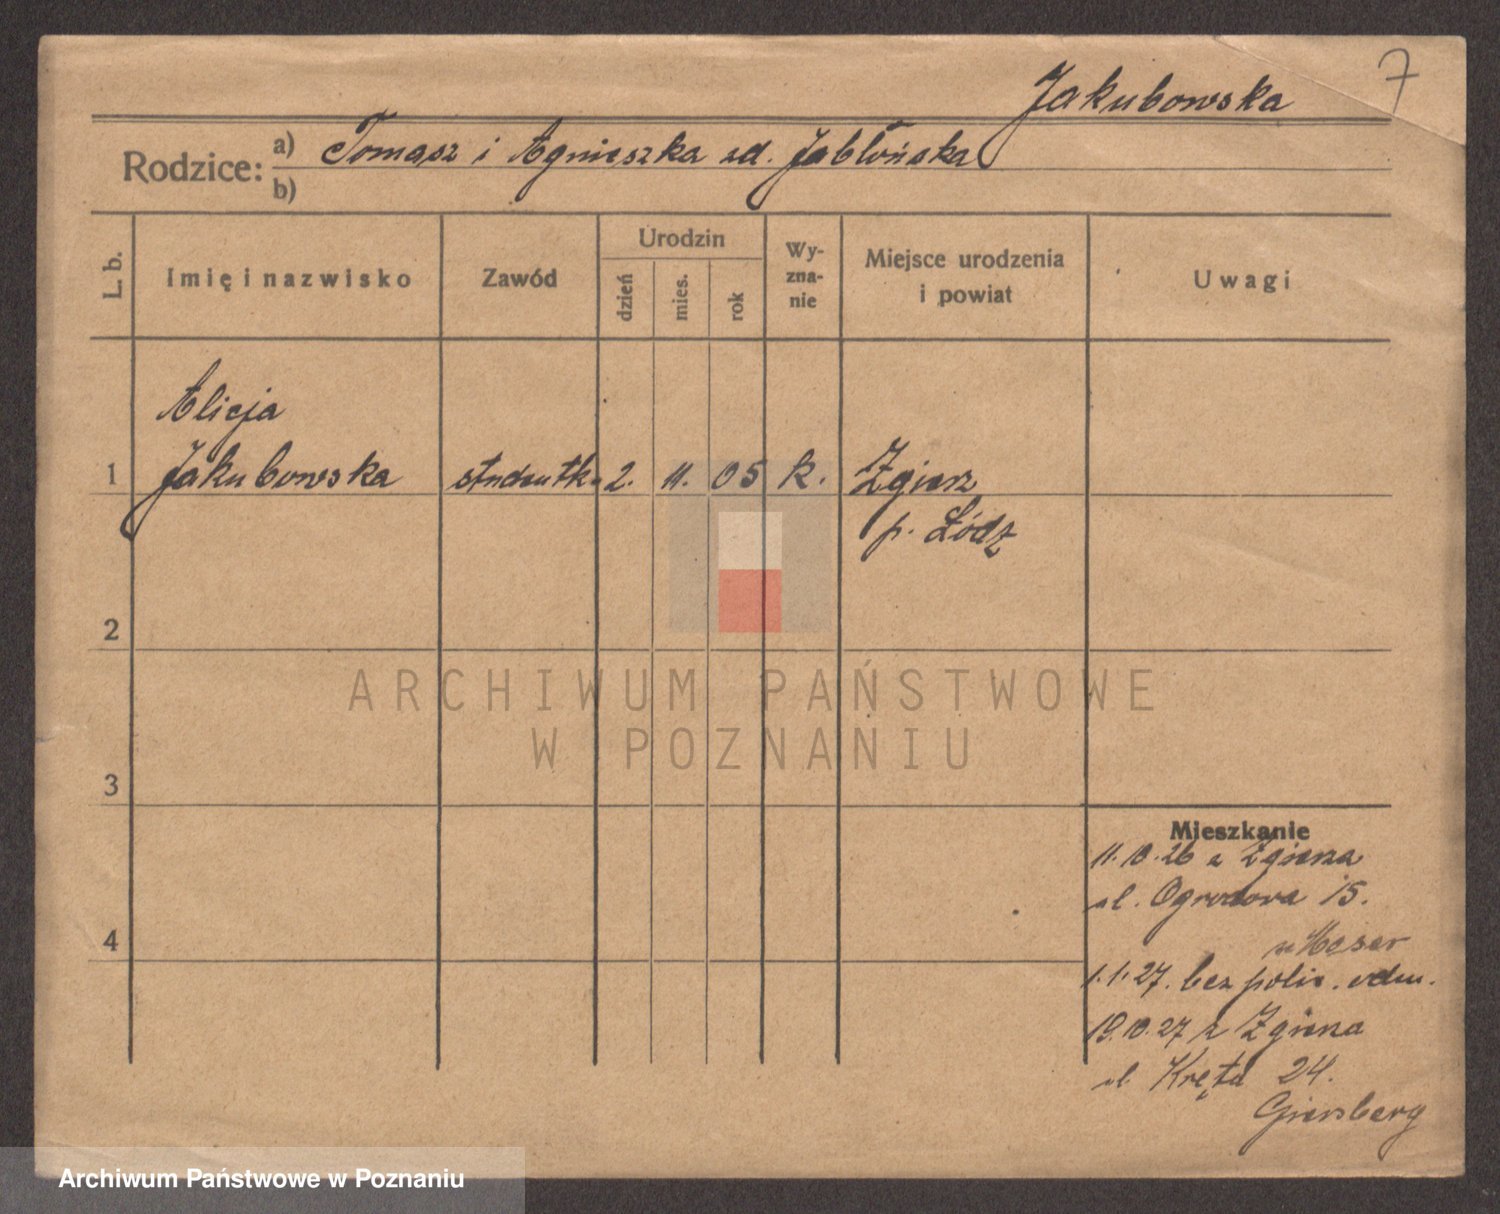 7
Jakubowska
Rodzice: a) Tomasz i Agnieszka zd. Jabłońska
b)
L. b.
Imię i nazwisko
Zawód
Urodzin
dzień
mies.
rok
Wy-
zna-
nie
Miejsce urodzenia
i powiat
Uwagi
Alicja
1 Jakubowska studentka 2. 11. 05 k. Zgierz
p. Łódź
2
3
4
Mieszkanie
11.10.26 z Zgierza
ul. Ogrodowa 15.
u Heser
1.1.27. bez polic. odm.
19.10.27 z Zgierza
ul. Kręta 24.
Giersberg
ARCHIWUM PAŃSTWOWE
W POZNANIU
Archiwum Państwowe w Poznaniu